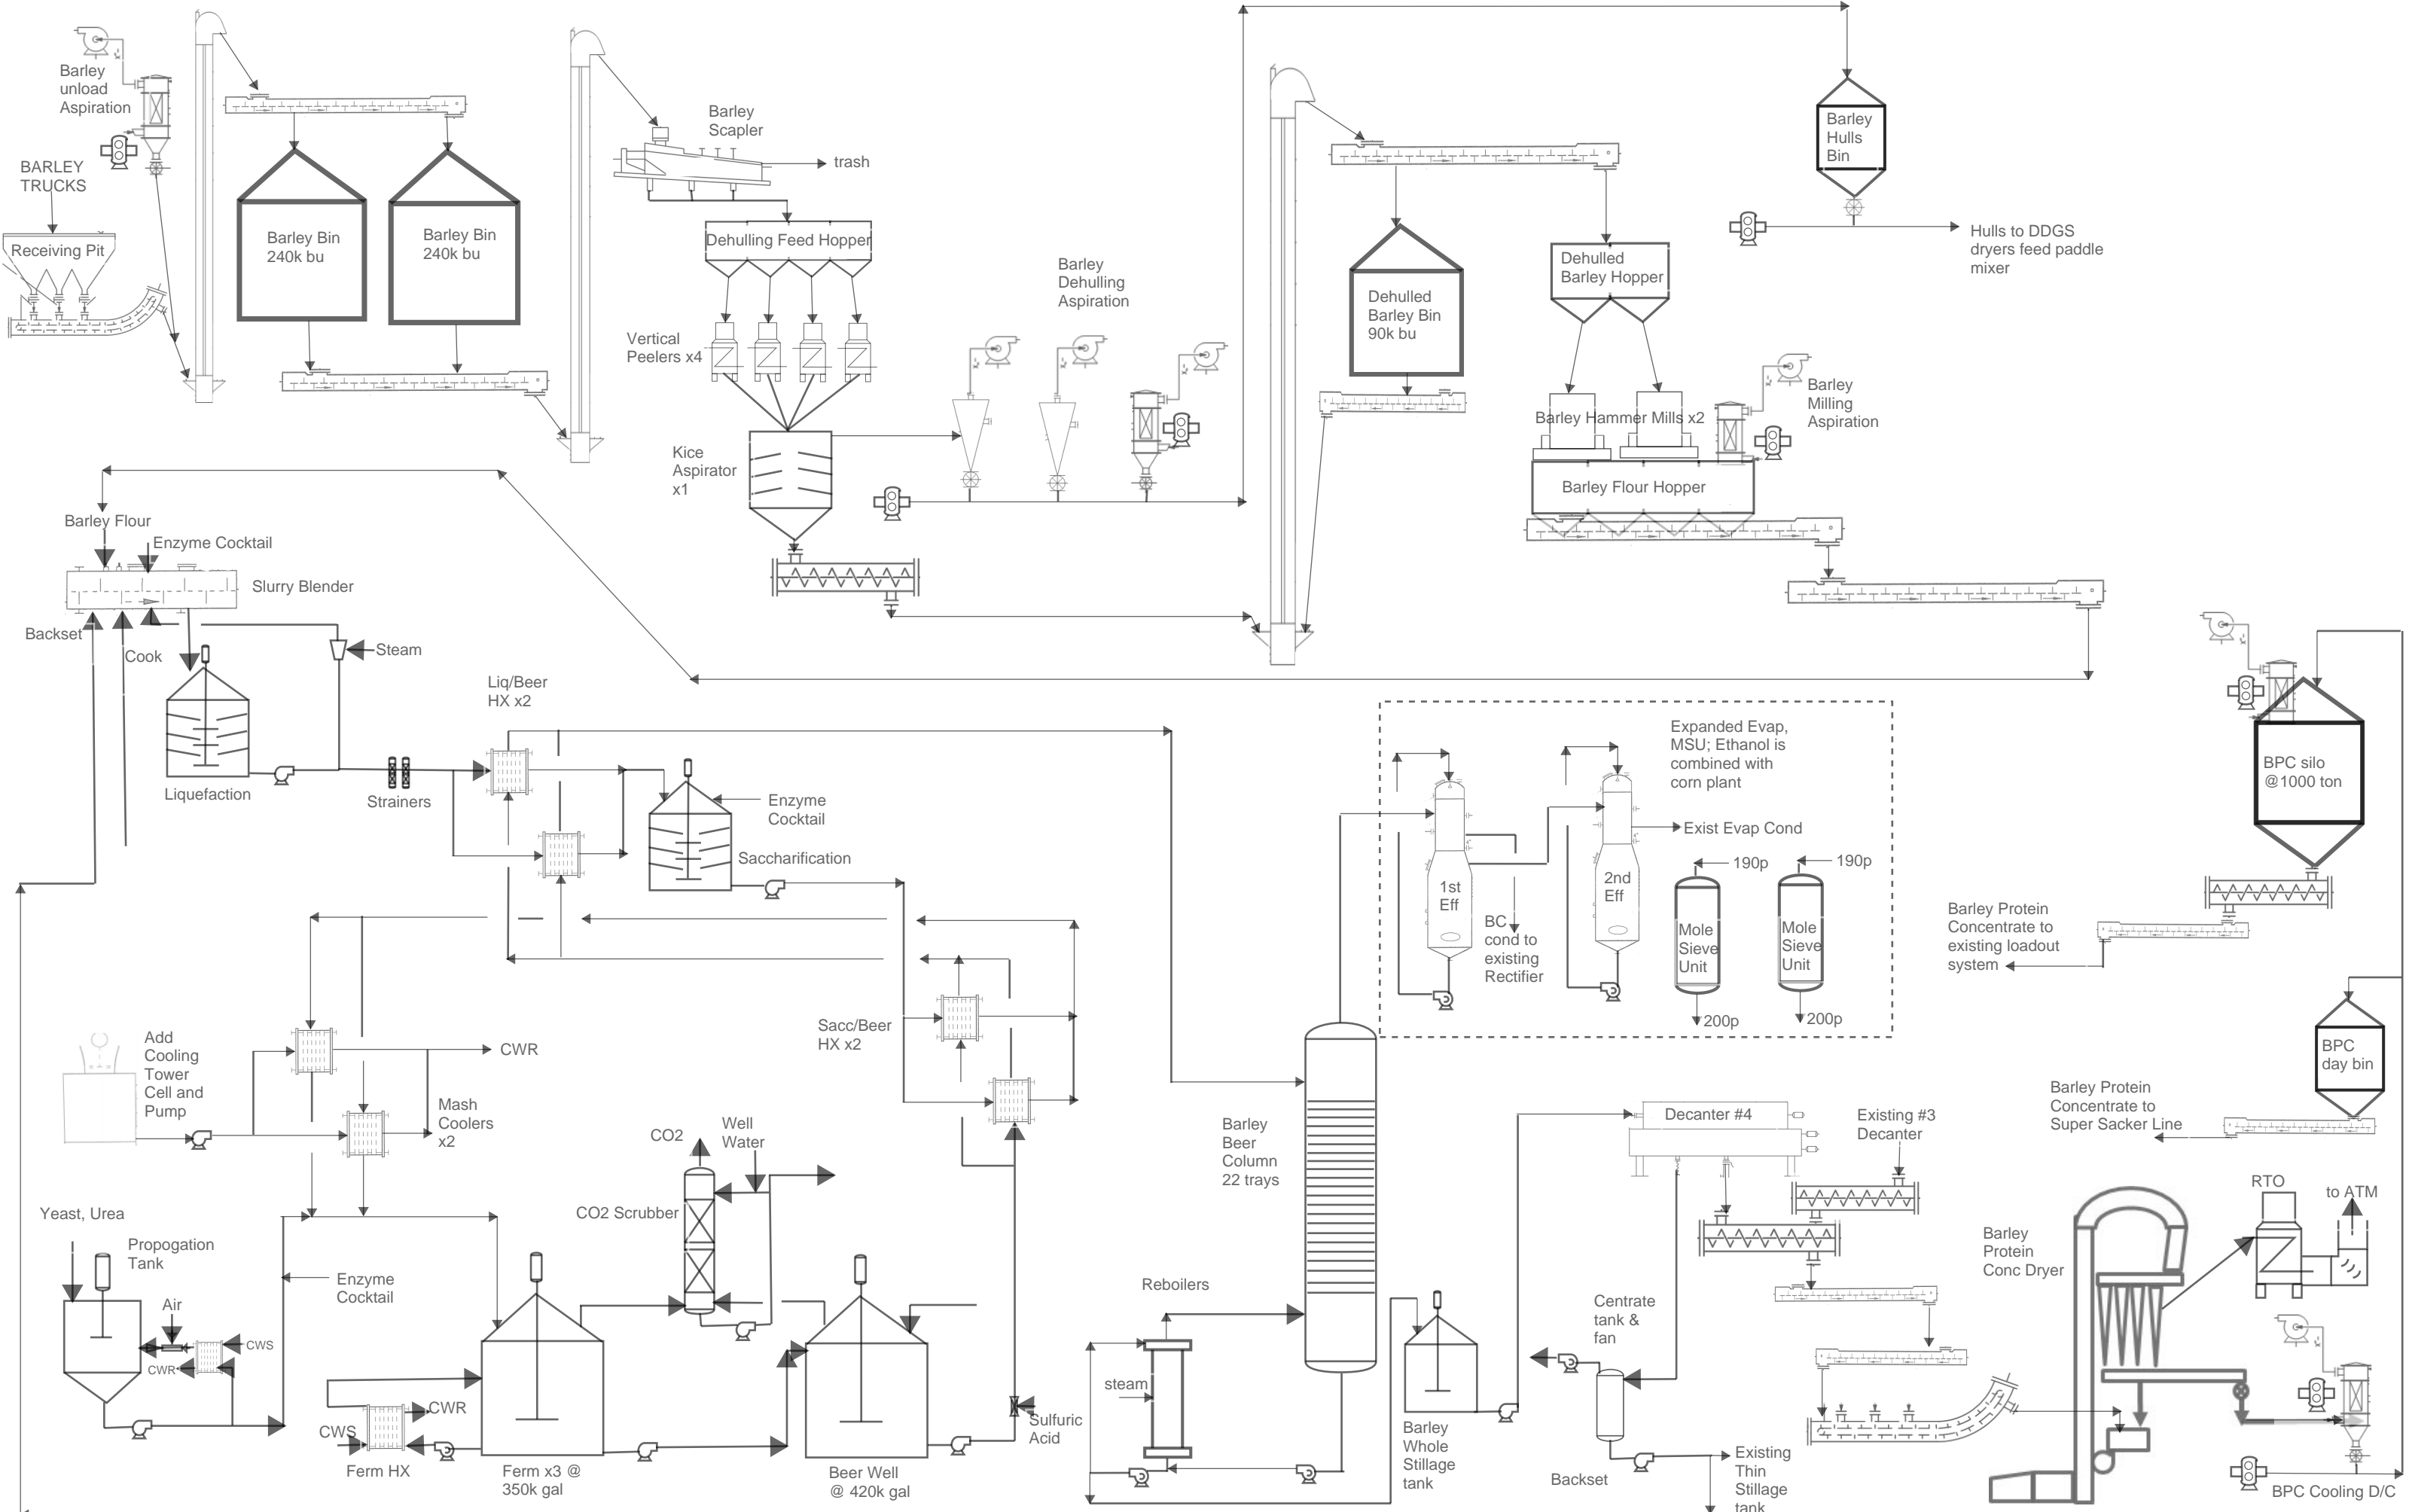 Barley
unload
Aspiration
BARLEY
TRUCKS
Receiving Pit
Barley Bin
240k bu
Barley Bin
240k bu
Barley
Scapler
trash
Dehulling Feed Hopper
Vertical
Peelers x4
Kice
Aspirator
x1
Barley
Dehulling
Aspiration
Dehulled
Barley Bin
90k bu
Dehulled
Barley Hopper
Barley Hammer Mills x2
Barley
Milling
Aspiration
Barley Flour Hopper
Barley
Hulls
Bin
Hulls to DDGS
dryers feed paddle
mixer
Barley Flour
Enzyme Cocktail
Slurry Blender
Backset
Cook
Steam
Liquefaction
Strainers
Liq/Beer
HX x2
Enzyme
Cocktail
Saccharification
Expanded Evap,
MSU; Ethanol is
combined with
corn plant
Exist Evap Cond
1st
Eff
2nd
Eff
BC
cond to
existing
Rectifier
190p
190p
Mole
Sieve
Unit
Mole
Sieve
Unit
200p
200p
BPC silo
@1000 ton
Barley Protein
Concentrate to
existing loadout
system
BPC
day bin
Barley Protein
Concentrate to
Super Sacker Line
Add
Cooling
Tower
Cell and
Pump
CWR
Mash
Coolers
x2
Sacc/Beer
HX x2
CO2
Well
Water
CO2 Scrubber
Barley
Beer
Column
22 trays
Decanter #4
Existing #3
Decanter
RTO
to ATM
Barley
Protein
Conc Dryer
Yeast, Urea
Propogation
Tank
Air
CWS
CWR
Enzyme
Cocktail
CWR
CWS
Ferm HX
Ferm x3 @
350k gal
Beer Well
@ 420k gal
Sulfuric
Acid
Reboilers
steam
Barley
Whole
Stillage
tank
Centrate
tank &
fan
Backset
Existing
Thin
Stillage
tank
BPC Cooling D/C